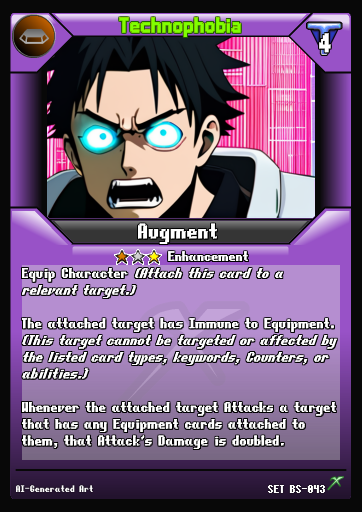 Technophobia
4
Augment
Enhancement
Equip Character (Attach this card to a
relevant target.)
The attached target has Immune to Equipment.
(This target cannot be targeted or affected by
the listed card types, keywords, Counters, or
abilities.)
Whenever the attached target Attacks a target
that has any Equipment cards attached to
them, that Attack's Damage is doubled.
AI-Generated Art
SET BS-043